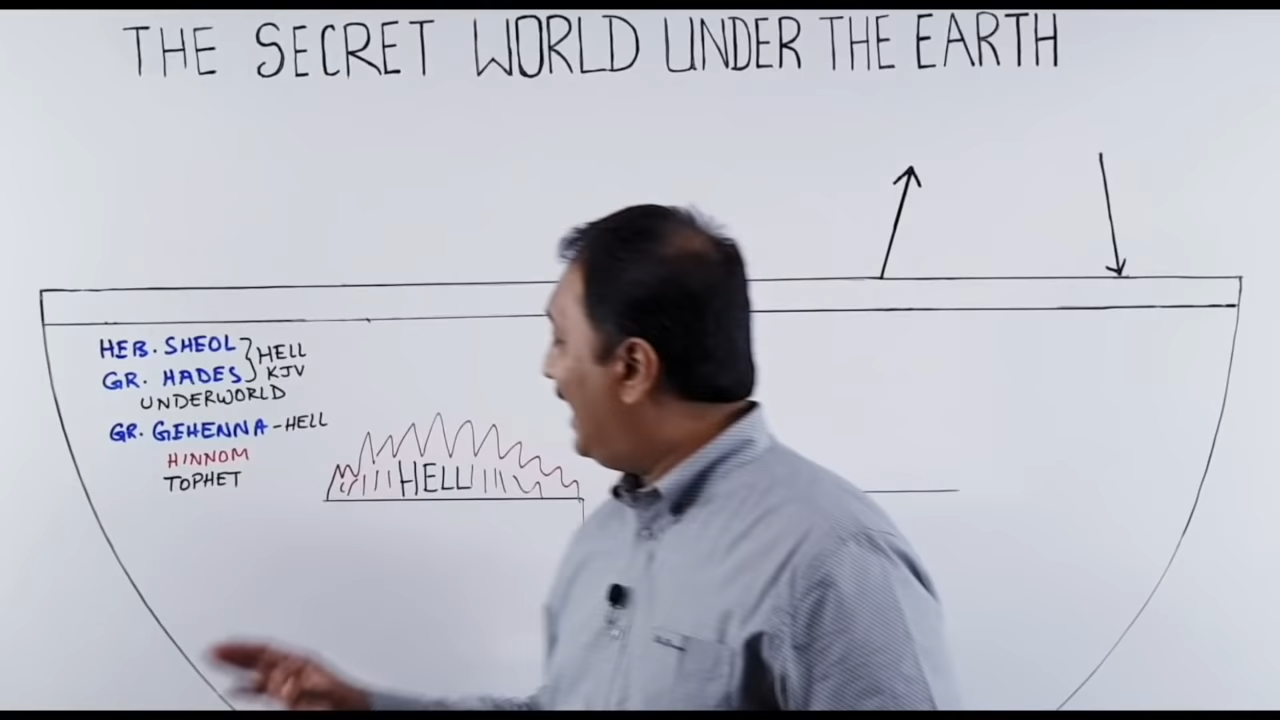 THE SECRET WORLD UNDER THE EARTH
HEB. SHEOL
GR. HADES
HELL
KJV
UNDERWORLD
GR. GEHENNA - HELL
HINNOM
TOPHET
HELL